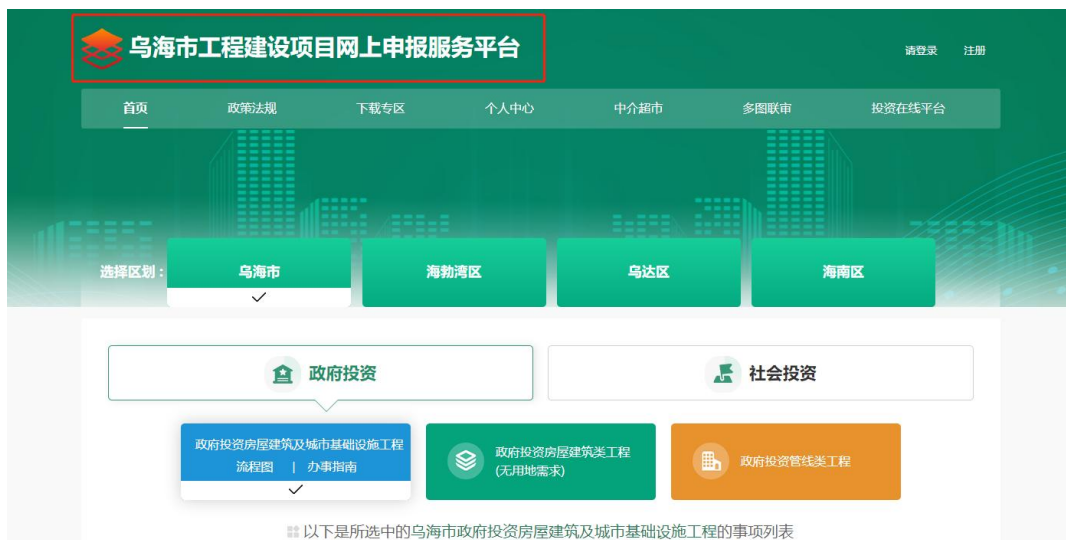 乌海市工程建设项目网上申报服务平台
请登录 注册
首页 政策法规 下载专区 个人中心 中介超市 多图联审 投资在线平台
选择区划： 乌海市 海勃湾区 乌达区 海南区
政府投资 社会投资
政府投资房屋建筑及城市基础设施工程
流程图 | 办事指南
政府投资房屋建筑类工程
(无用地需求)
政府投资管线类工程
以下是所选中的乌海市政府投资房屋建筑及城市基础设施工程的事项列表